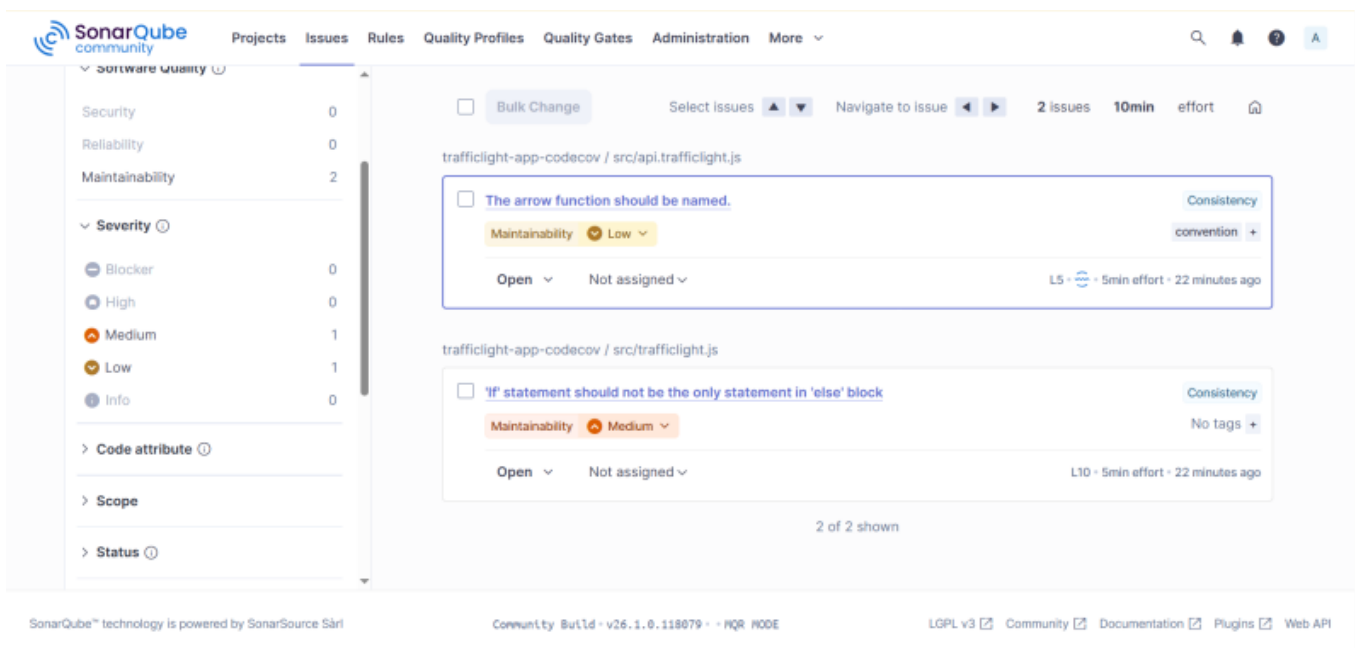 SonarQube
community
Projects Issues Rules Quality Profiles Quality Gates Administration More
A
Software Quality
Security 0
Reliability 0
Maintainability 2
Severity
Blocker 0
High 0
Medium 1
Low 1
Info 0
Code attribute
Scope
Status
Bulk Change Select issues Navigate to issue 2 issues 10min effort
trafficlight-app-codecov / src/api.trafficlight.js
The arrow function should be named. Consistency
Maintainability Low convention +
Open Not assigned L5 • 5min effort • 22 minutes ago
trafficlight-app-codecov / src/trafficlight.js
'If' statement should not be the only statement in 'else' block Consistency
Maintainability Medium No tags +
Open Not assigned L10 • 5min effort • 22 minutes ago
2 of 2 shown
SonarQube™ technology is powered by SonarSource Sàrl
Community Build • v26.1.0.118079 • • MQR MODE
LGPL v3 Community Documentation Plugins Web API